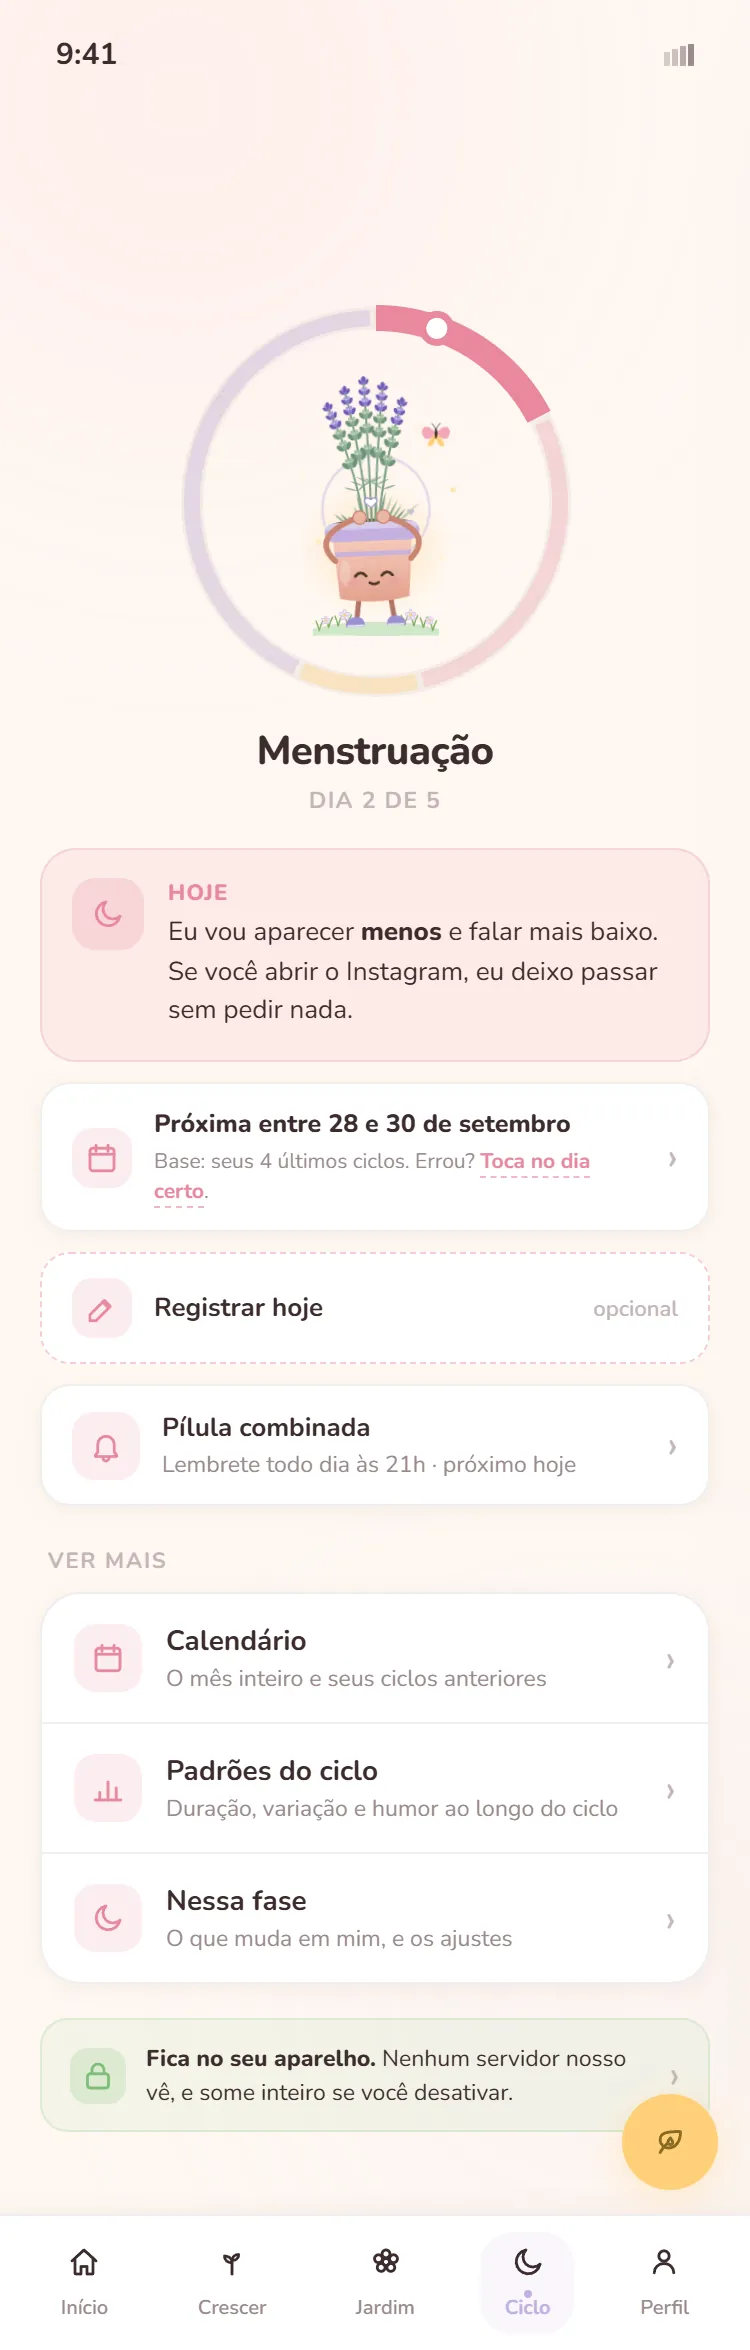 9:41
Menstruação
DIA 2 DE 5
HOJE
Eu vou aparecer menos e falar mais baixo.
Se você abrir o Instagram, eu deixo passar
sem pedir nada.
Próxima entre 28 e 30 de setembro
Base: seus 4 últimos ciclos. Errou? Toca no dia
certo.
Registrar hoje
opcional
Pílula combinada
Lembrete todo dia às 21h · próximo hoje
VER MAIS
Calendário
O mês inteiro e seus ciclos anteriores
Padrões do ciclo
Duração, variação e humor ao longo do ciclo
Nessa fase
O que muda em mim, e os ajustes
Fica no seu aparelho. Nenhum servidor nosso
vê, e some inteiro se você desativar.
Início
Crescer
Jardim
Ciclo
Perfil